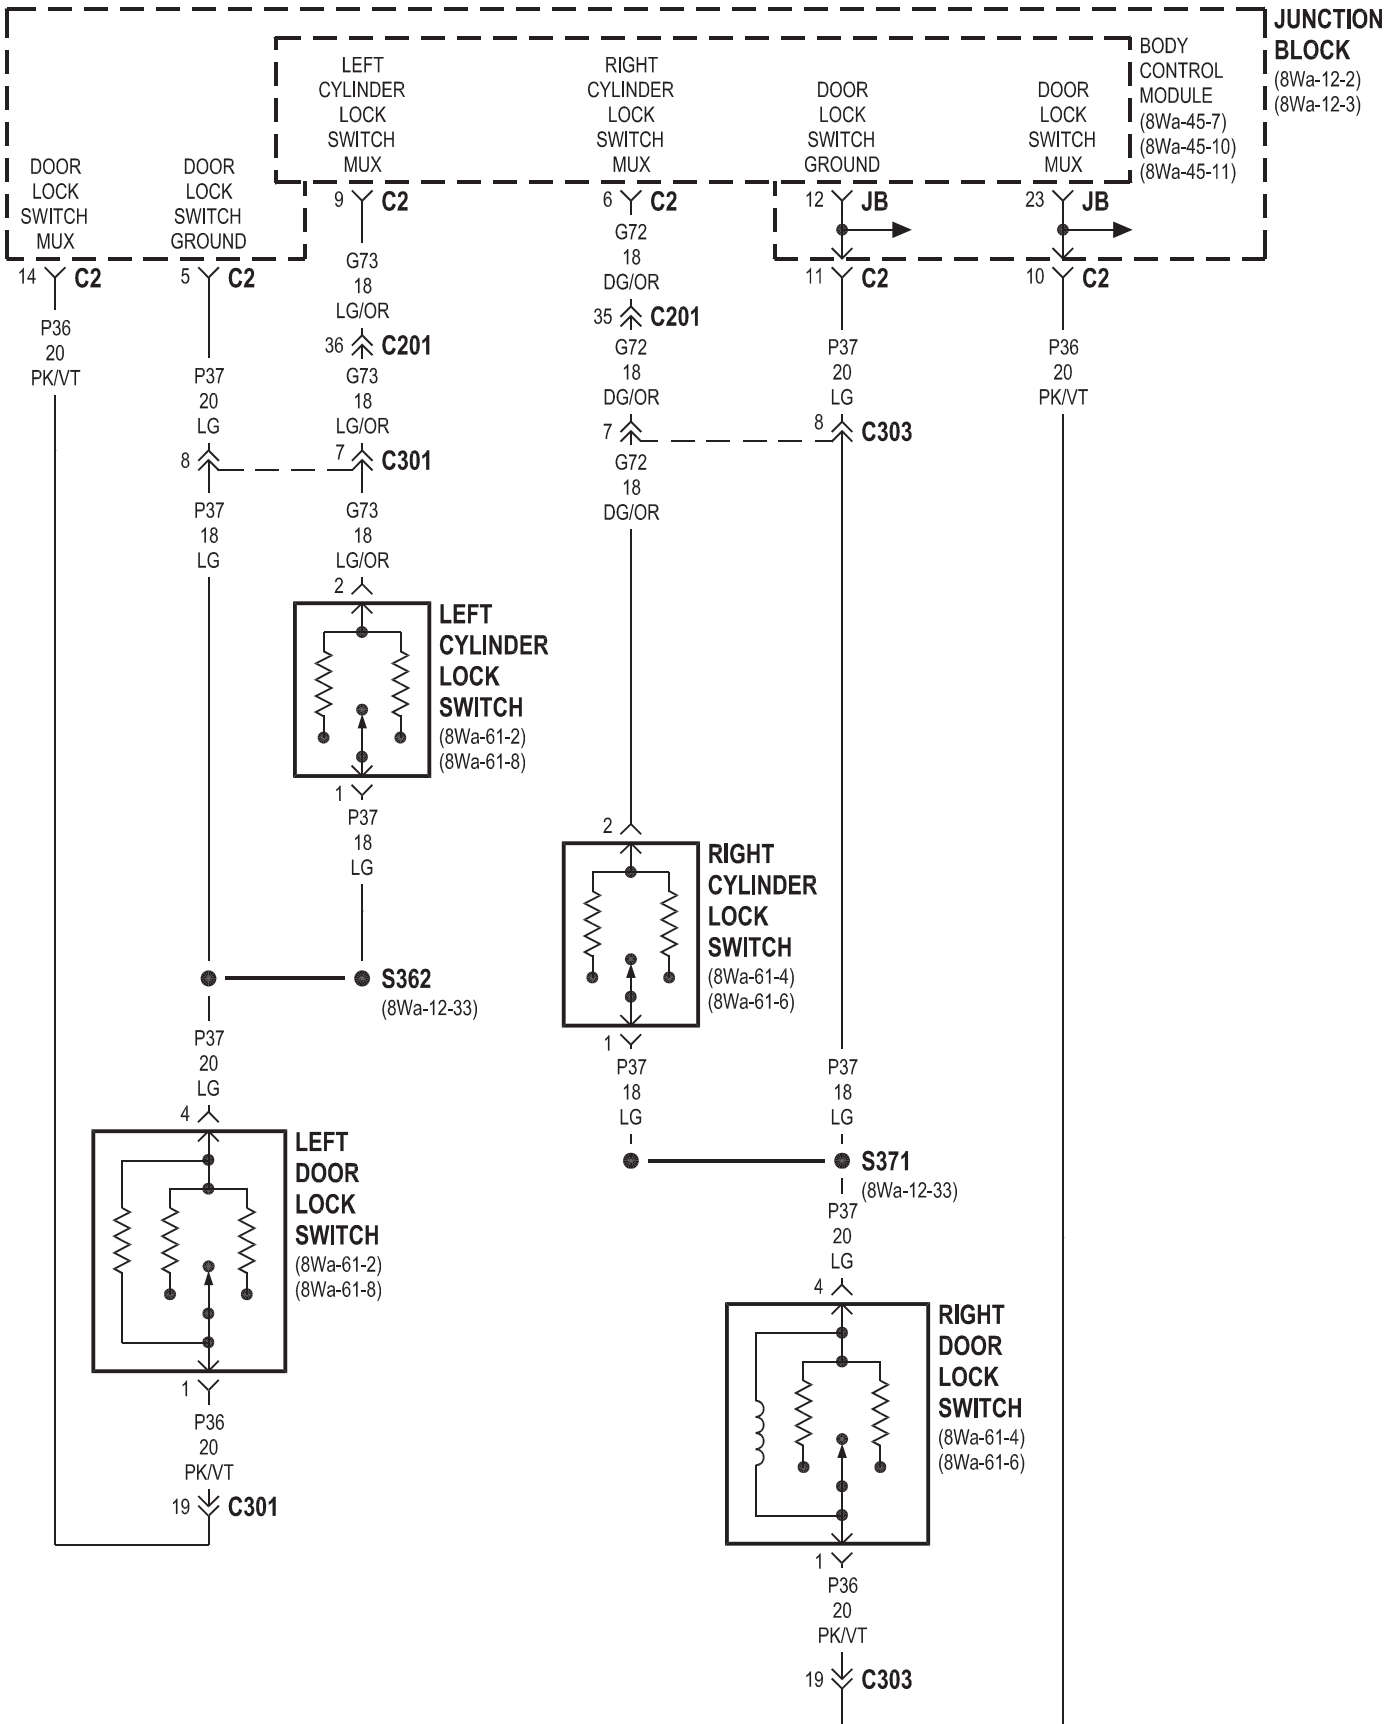 JUNCTION
BLOCK
(8Wa-12-2)
(8Wa-12-3)
BODY
CONTROL
MODULE
(8Wa-45-7)
(8Wa-45-10)
(8Wa-45-11)
LEFT
CYLINDER
LOCK
SWITCH
MUX
RIGHT
CYLINDER
LOCK
SWITCH
MUX
DOOR
LOCK
SWITCH
GROUND
DOOR
LOCK
SWITCH
MUX
DOOR
LOCK
SWITCH
MUX
DOOR
LOCK
SWITCH
GROUND
9 C2
6 C2
12 JB
23 JB
14 C2
5 C2
11 C2
10 C2
G73
18
LG/OR
G72
18
DG/OR
36 C201
35 C201
P36
20
PK/VT
P37
20
LG
G73
18
LG/OR
G72
18
DG/OR
P37
20
LG
P36
20
PK/VT
8
7 C301
7
8 C303
P37
18
LG
G73
18
LG/OR
G72
18
DG/OR
2
LEFT
CYLINDER
LOCK
SWITCH
(8Wa-61-2)
(8Wa-61-8)
1
P37
18
LG
2
RIGHT
CYLINDER
LOCK
SWITCH
(8Wa-61-4)
(8Wa-61-6)
1
S362
(8Wa-12-33)
P37
20
LG
4
P37
18
LG
P37
18
LG
S371
(8Wa-12-33)
LEFT
DOOR
LOCK
SWITCH
(8Wa-61-2)
(8Wa-61-8)
1
P36
20
PK/VT
19 C301
P37
20
LG
4
RIGHT
DOOR
LOCK
SWITCH
(8Wa-61-4)
(8Wa-61-6)
1
P36
20
PK/VT
19 C303